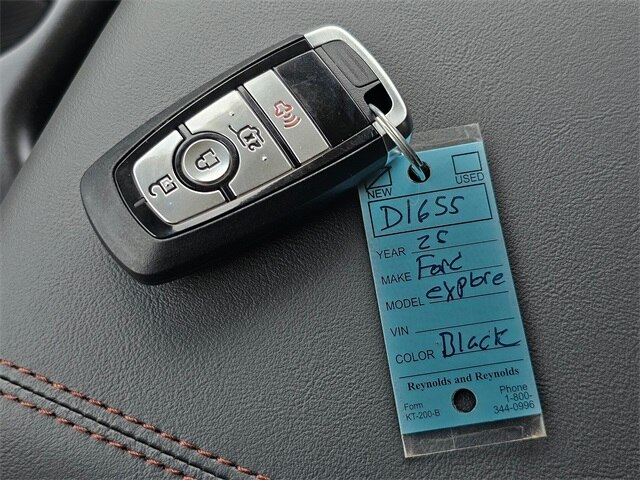 NEW USED
D1655
YEAR 25
MAKE Ford
MODEL explore
VIN
COLOR Black
Reynolds and Reynolds
Form
KT-200-B
Phone
1-800-
344-0996